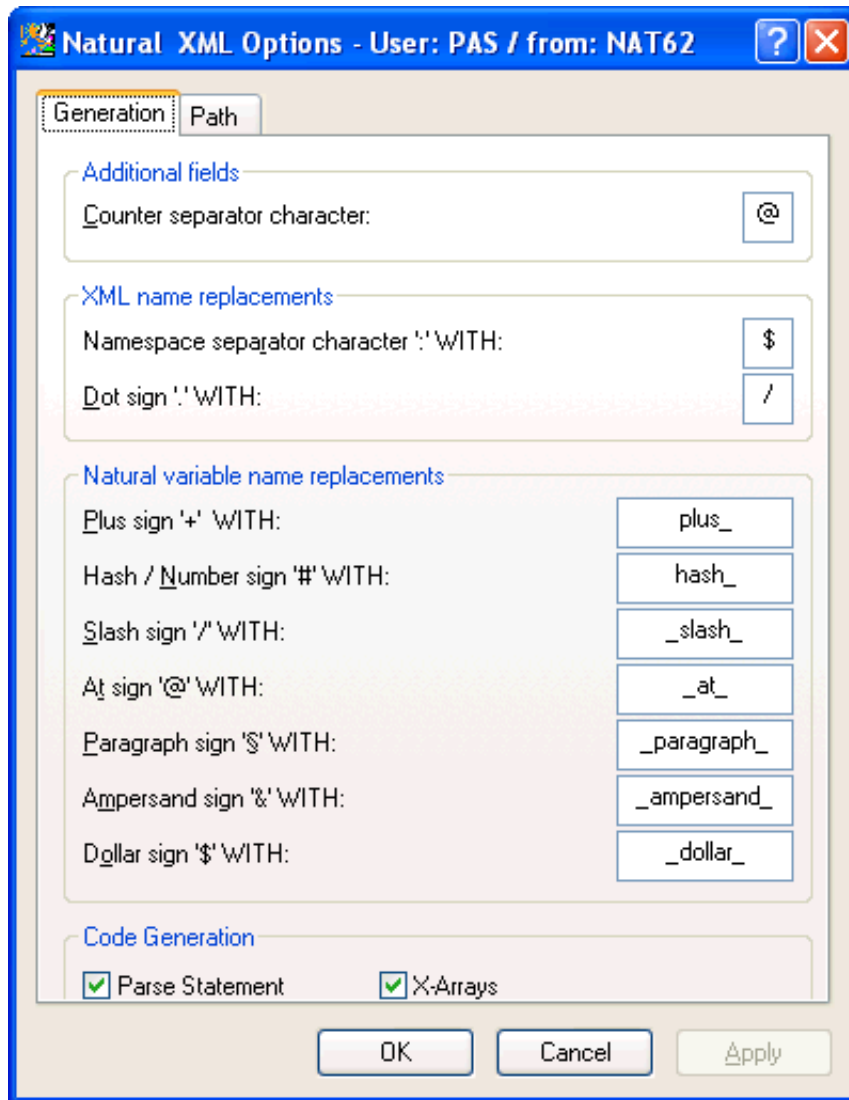 Natural XML Options - User: PAS / from: NAT62
Generation Path
Additional fields
Counter separator character: @
XML name replacements
Namespace separator character ':' WITH: $
Dot sign '.' WITH: /
Natural variable name replacements
Plus sign '+' WITH: plus_
Hash / Number sign '#' WITH: hash_
Slash sign '/' WITH: _slash_
At sign '@' WITH: _at_
Paragraph sign '§' WITH: _paragraph_
Ampersand sign '&' WITH: _ampersand_
Dollar sign '$' WITH: _dollar_
Code Generation
Parse Statement X-Arrays
OK Cancel Apply